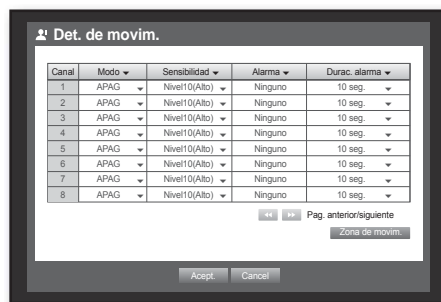 Det. de movim.
Canal Modo Sensibilidad Alarma Durac. alarma
1 APAG Nivel10(Alto) Ninguno 10 seg.
2 APAG Nivel10(Alto) Ninguno 10 seg.
3 APAG Nivel10(Alto) Ninguno 10 seg.
4 APAG Nivel10(Alto) Ninguno 10 seg.
5 APAG Nivel10(Alto) Ninguno 10 seg.
6 APAG Nivel10(Alto) Ninguno 10 seg.
7 APAG Nivel10(Alto) Ninguno 10 seg.
8 APAG Nivel10(Alto) Ninguno 10 seg.
Pag. anterior/siguiente
Zona de movim.
Acept. Cancel